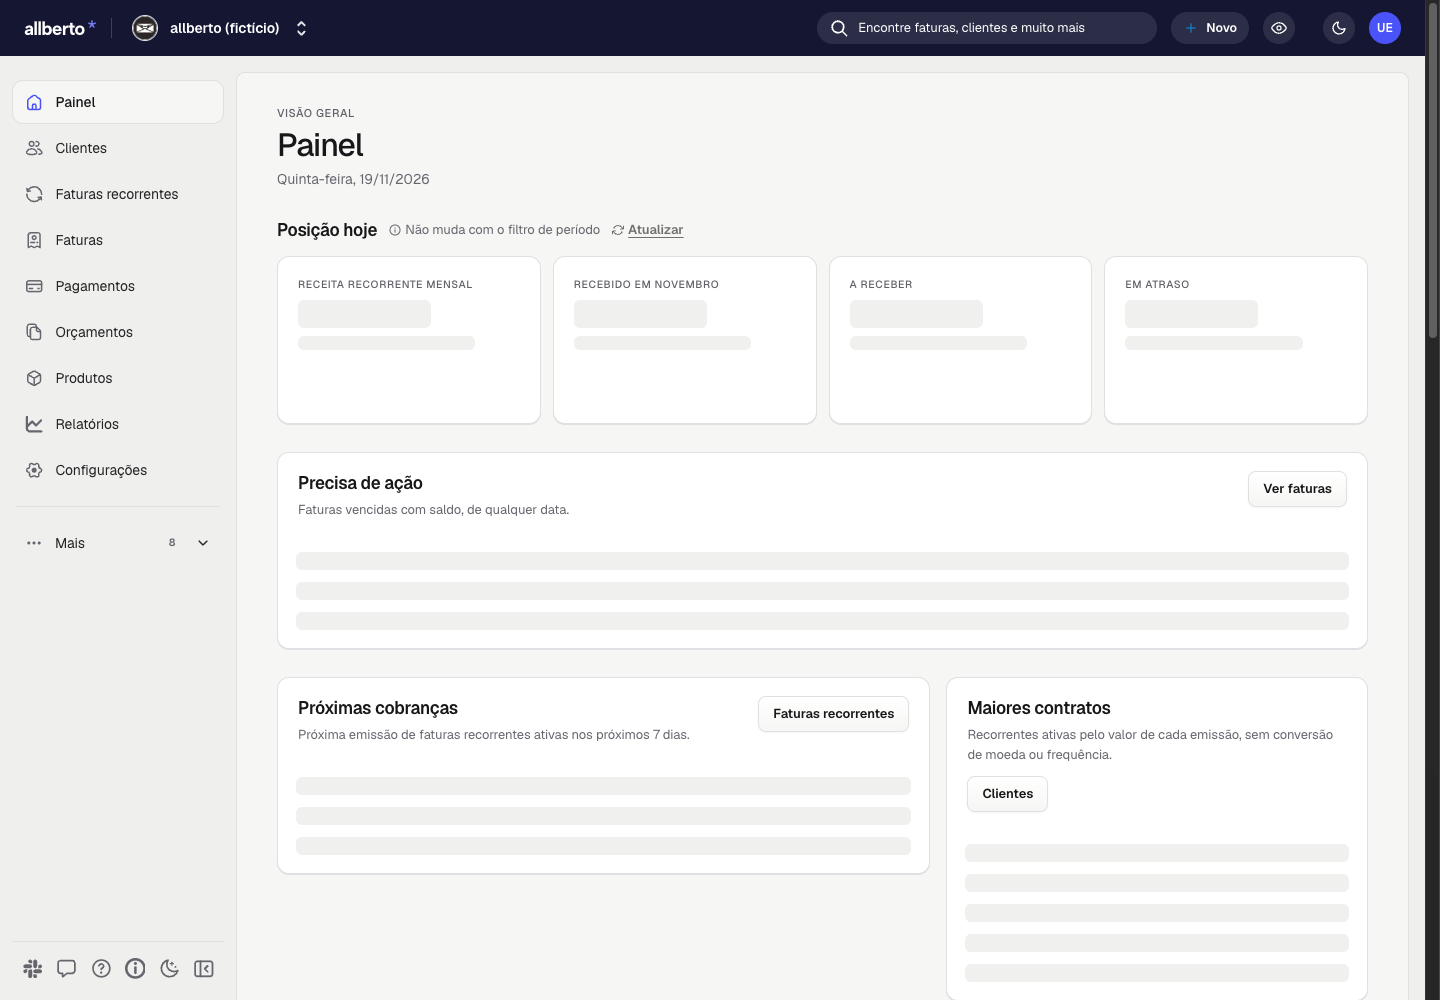 allberto*
allberto (fictício)
Encontre faturas, clientes e muito mais
Novo
UE
Painel
Clientes
Faturas recorrentes
Faturas
Pagamentos
Orçamentos
Produtos
Relatórios
Configurações
Mais
8
VISÃO GERAL
Painel
Quinta-feira, 19/11/2026
Posição hoje
Não muda com o filtro de período
Atualizar
RECEITA RECORRENTE MENSAL
RECEBIDO EM NOVEMBRO
A RECEBER
EM ATRASO
Precisa de ação
Faturas vencidas com saldo, de qualquer data.
Ver faturas
Próximas cobranças
Próxima emissão de faturas recorrentes ativas nos próximos 7 dias.
Faturas recorrentes
Maiores contratos
Recorrentes ativas pelo valor de cada emissão, sem conversão
de moeda ou frequência.
Clientes